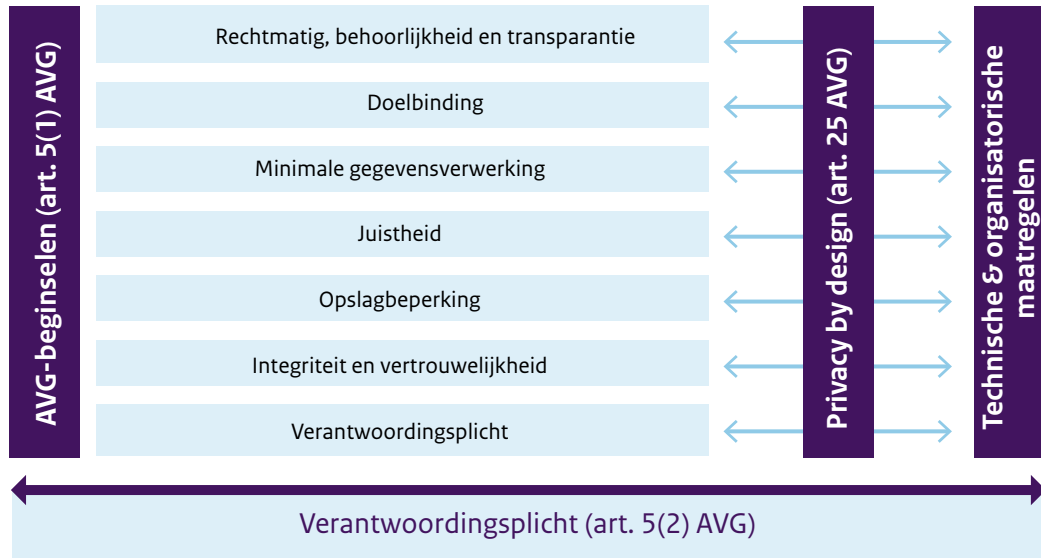 AVG-beginselen (art. 5(1) AVG)
Rechtmatig, behoorlijkheid en transparantie
Doelbinding
Minimale gegevensverwerking
Juistheid
Opslagbeperking
Integriteit en vertrouwelijkheid
Verantwoordingsplicht
Privacy by design (art. 25 AVG)
Technische & organisatorische
maatregelen
Verantwoordingsplicht (art. 5(2) AVG)